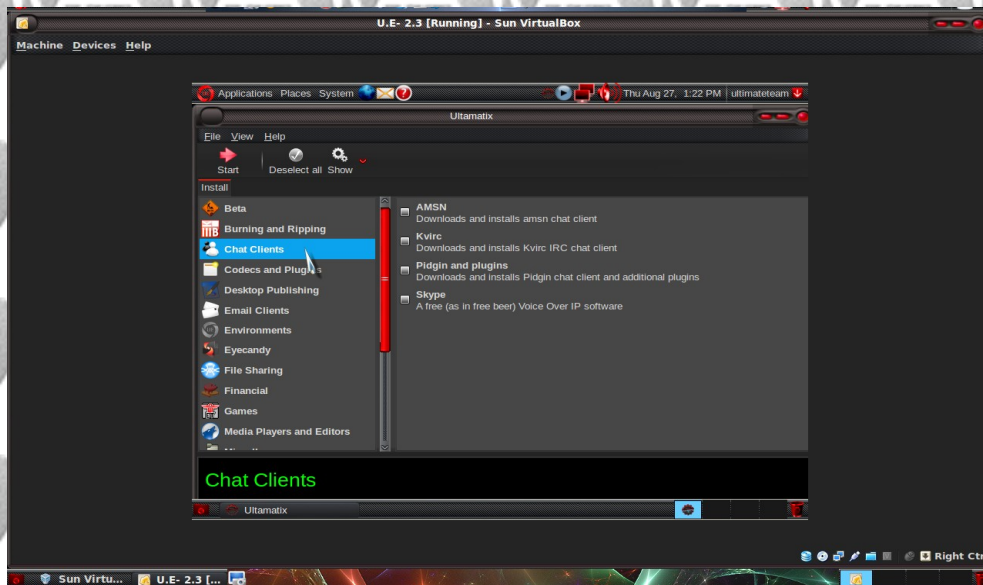 U.E- 2.3 [Running] - Sun VirtualBox
Machine Devices Help
Applications Places System
Thu Aug 27, 1:22 PM ultimateteam
Ultamatix
File View Help
Start Deselect all Show
Install
Beta
Burning and Ripping
Chat Clients
Codecs and Plugins
Desktop Publishing
Email Clients
Environments
Eyecandy
File Sharing
Financial
Games
Media Players and Editors
AMSN
Downloads and installs amsn chat client
Kvirc
Downloads and installs Kvirc IRC chat client
Pidgin and plugins
Downloads and installs Pidgin chat client and additional plugins
Skype
A free (as in free beer) Voice Over IP software
Chat Clients
Ultamatix
Right Ctr
Sun Virtu... U.E- 2.3 [...